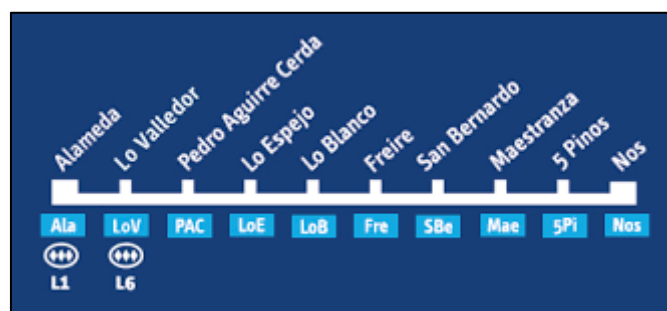 Alameda
Lo Valledor
Pedro Aguirre Cerda
Lo Espejo
Lo Blanco
Freire
San Bernardo
Maestranza
5 Pinos
Nos
Ala LoV PAC LoE LoB Fre SBe Mae 5Pi Nos
L1 L6